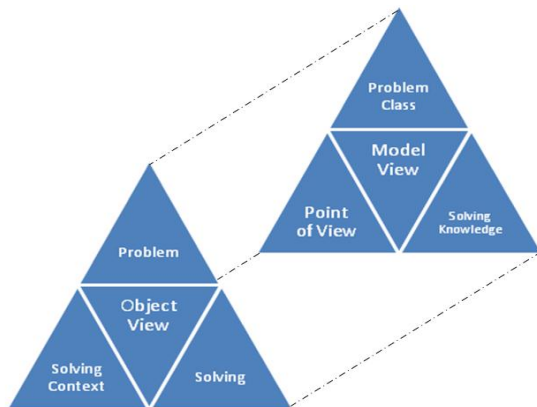 Problem
Class
Model
View
Point
of View
Solving
Knowledge
Problem
Object
View
Solving
Context
Solving